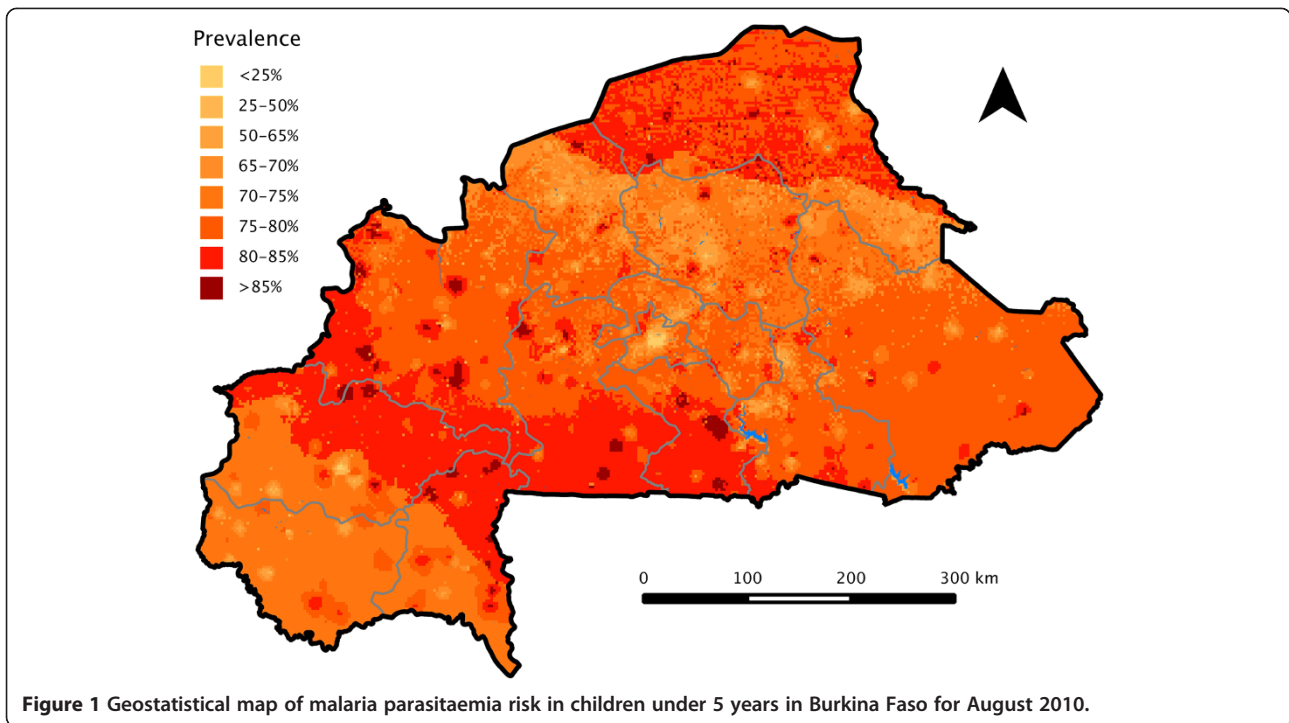 Prevalence
<25%
25-50%
50-65%
65-70%
70-75%
75-80%
80-85%
>85%
0 100 200 300 km
Figure 1 Geostatistical map of malaria parasitaemia risk in children under 5 years in Burkina Faso for August 2010.